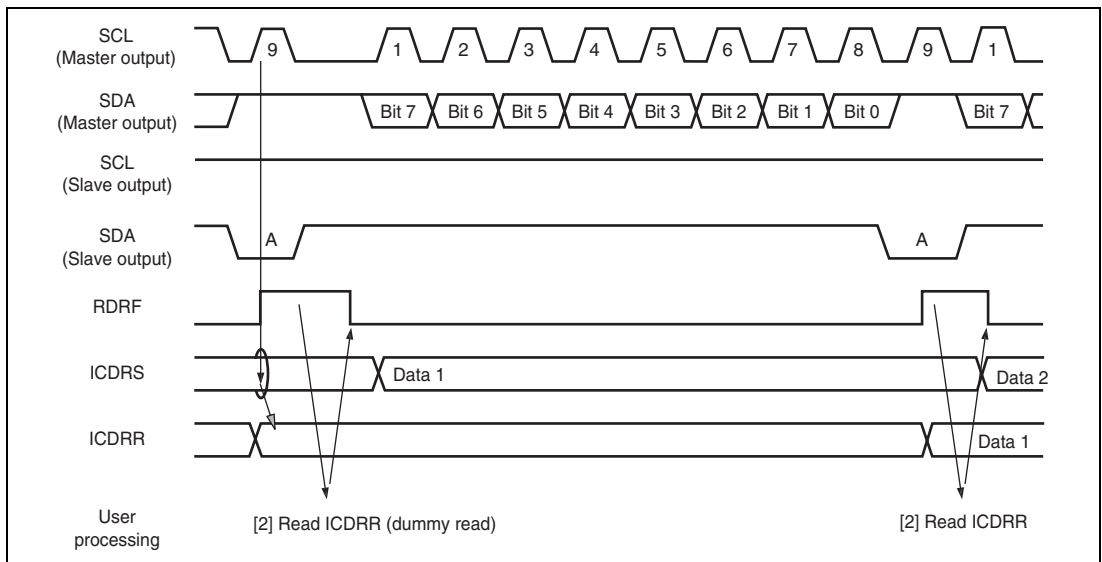 SCL
(Master output)
9 1 2 3 4 5 6 7 8 9 1
SDA
(Master output)
Bit 7 Bit 6 Bit 5 Bit 4 Bit 3 Bit 2 Bit 1 Bit 0 Bit 7
SCL
(Slave output)
SDA
(Slave output)
A A
RDRF
ICDRS
Data 1 Data 2
ICDRR
Data 1
User
processing
[2] Read ICDRR (dummy read) [2] Read ICDRR